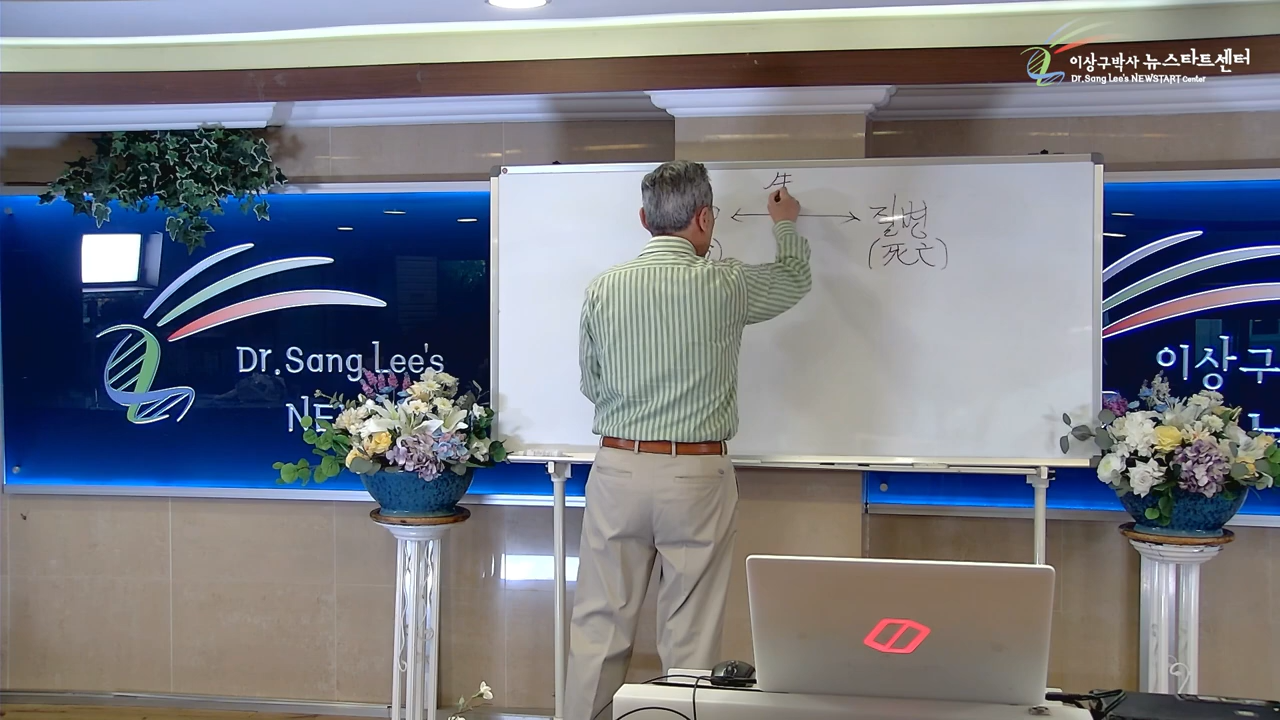 이상구박사 뉴스타트센터
Dr. Sang Lee's NEWSTART Center
질병
(死亡)
Dr. Sang Lee's
이상구